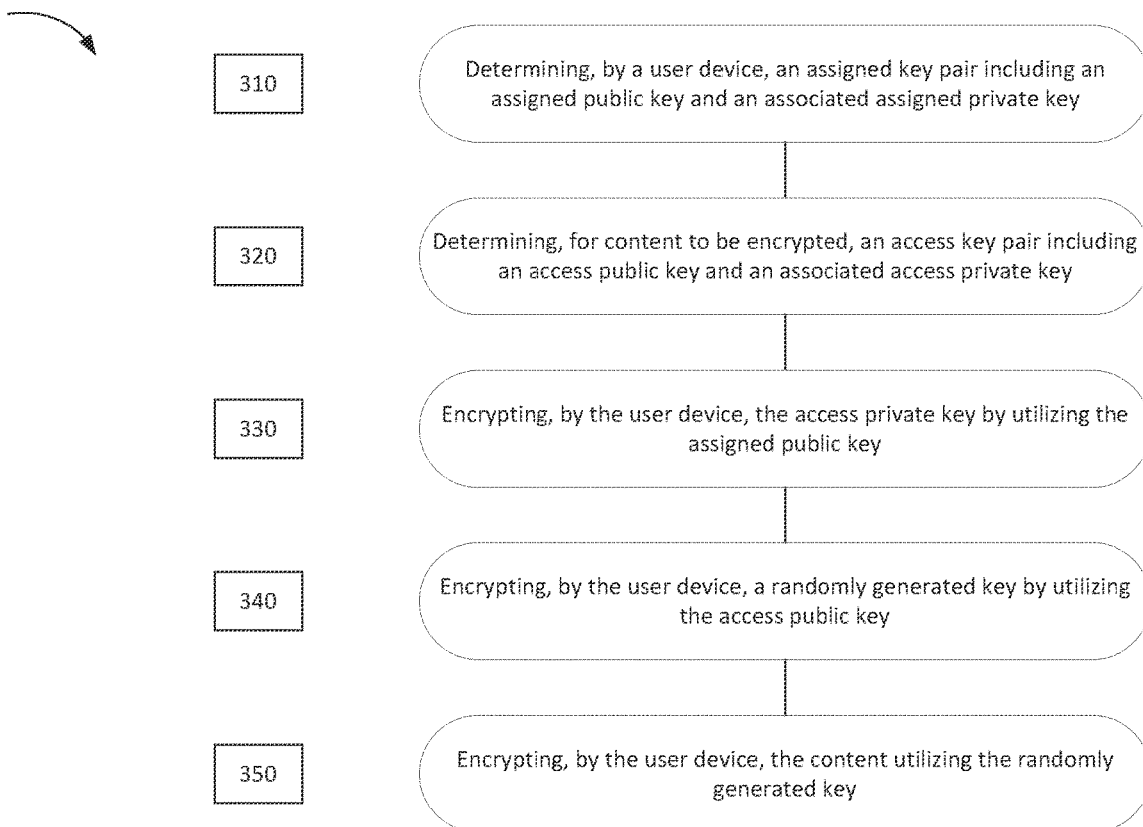 310
Determining, by a user device, an assigned key pair including an
assigned public key and an associated assigned private key
320
Determining, for content to be encrypted, an access key pair including
an access public key and an associated access private key
330
Encrypting, by the user device, the access private key by utilizing the
assigned public key
340
Encrypting, by the user device, a randomly generated key by utilizing
the access public key
350
Encrypting, by the user device, the content utilizing the randomly
generated key